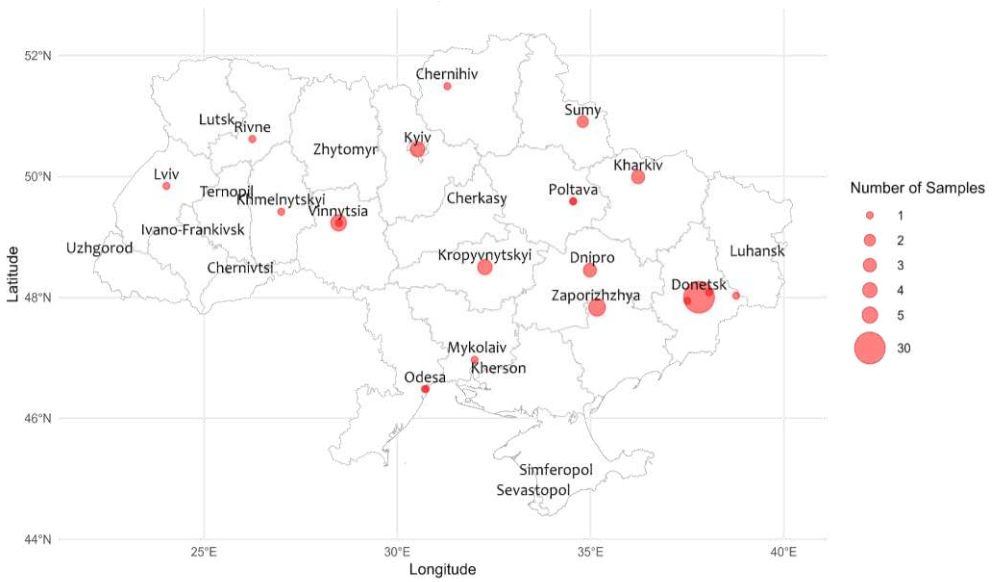 52°N
50°N
48°N
46°N
44°N
Latitude
Chernihiv
Sumy
Lutsk
Rivne
Kyiv
Zhytomyr
Kharkiv
Lviv
Ternopil
Khmelnytskyi
Poltava
Cherkasy
Vinnytsia
Ivano-Frankivsk
Uzhgorod
Luhansk
Kropyvnytskyi
Dnipro
Chernivtsi
Donetsk
Zaporizhzhya
Mykolaiv
Kherson
Odesa
Simferopol
Sevastopol
25°E
30°E
35°E
40°E
Longitude
Number of Samples
1
2
3
4
5
30